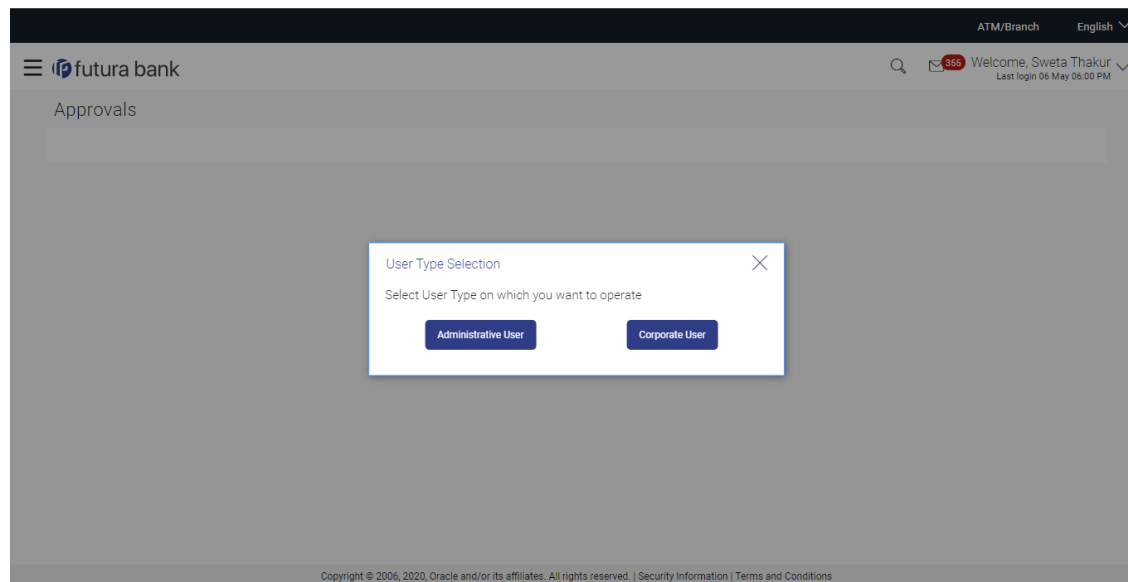 ATM/Branch English
futura bank
355 Welcome, Sweta Thakur
Last login 06 May 06:00 PM
Approvals
User Type Selection
Select User Type on which you want to operate
Administrative User Corporate User
Copyright © 2006, 2020, Oracle and/or its affiliates. All rights reserved. | Security Information | Terms and Conditions